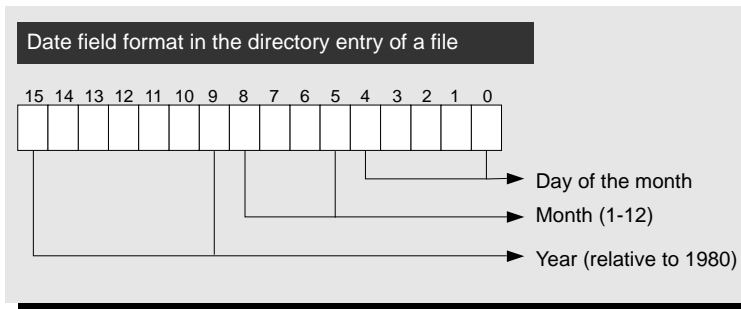 Date field format in the directory entry of a file
15 14 13 12 11 10 9 8 7 6 5 4 3 2 1 0
Day of the month
Month (1-12)
Year (relative to 1980)